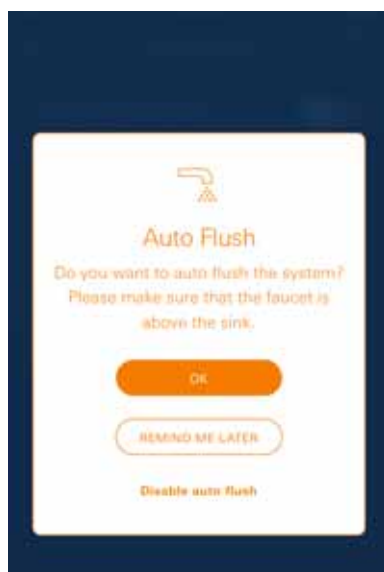 Auto Flush
Do you want to auto flush the system?
Please make sure that the faucet is
above the sink.
OK
REMIND ME LATER
Disable auto flush